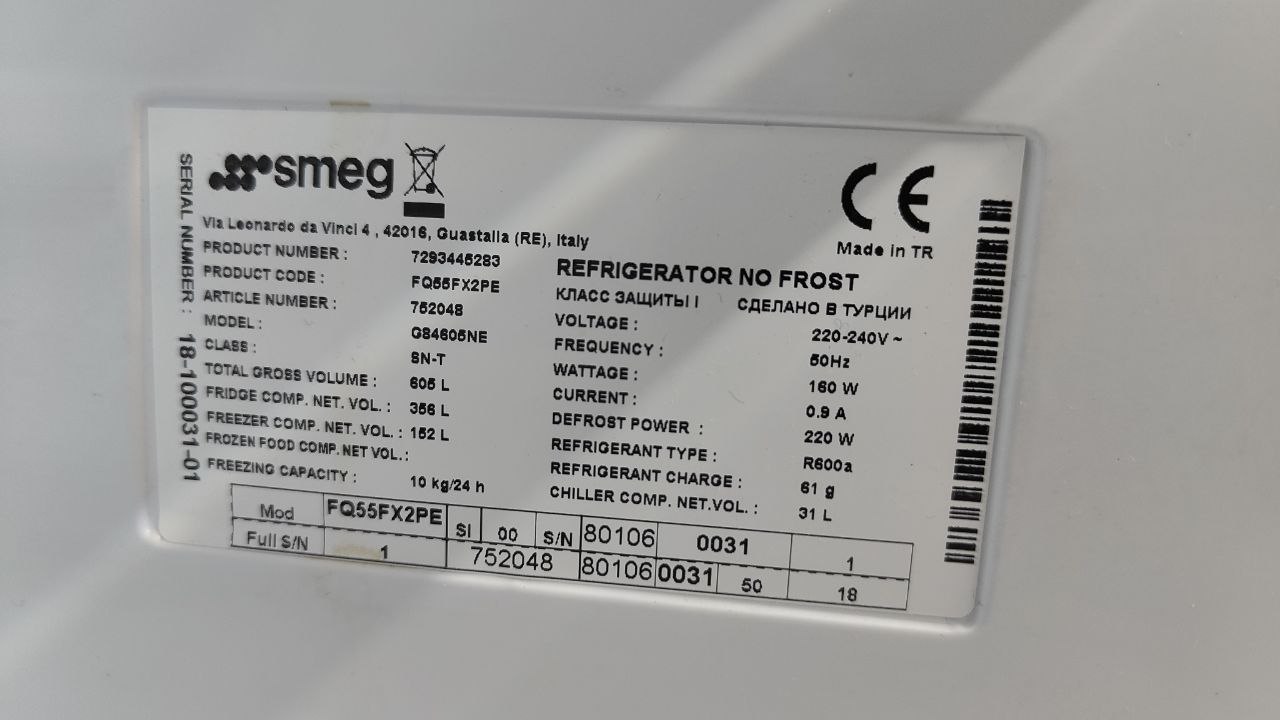 smeg
CE
Made in TR
Via Leonardo da Vinci 4 , 42016, Guastalla (RE), Italy
SERIAL NUMBER : 18-100031-01
PRODUCT NUMBER : 7293446283
PRODUCT CODE : FQ55FX2PE
ARTICLE NUMBER : 752048
MODEL : G84605NE
CLASS : SN-T
TOTAL GROSS VOLUME : 605 L
FRIDGE COMP. NET. VOL. : 356 L
FREEZER COMP. NET. VOL. : 152 L
FROZEN FOOD COMP. NET VOL.:
FREEZING CAPACITY : 10 kg/24 h
REFRIGERATOR NO FROST
КЛАСС ЗАЩИТЫ I СДЕЛАНО В ТУРЦИИ
VOLTAGE : 220-240V ~
FREQUENCY : 50Hz
WATTAGE : 160 W
CURRENT : 0.9 A
DEFROST POWER : 220 W
REFRIGERANT TYPE : R600a
REFRIGERANT CHARGE : 61 g
CHILLER COMP. NET.VOL. : 31 L
Mod FQ55FX2PE SI 00 S/N 80106 0031 1
Full S/N 1 752048 80106 0031 50 18